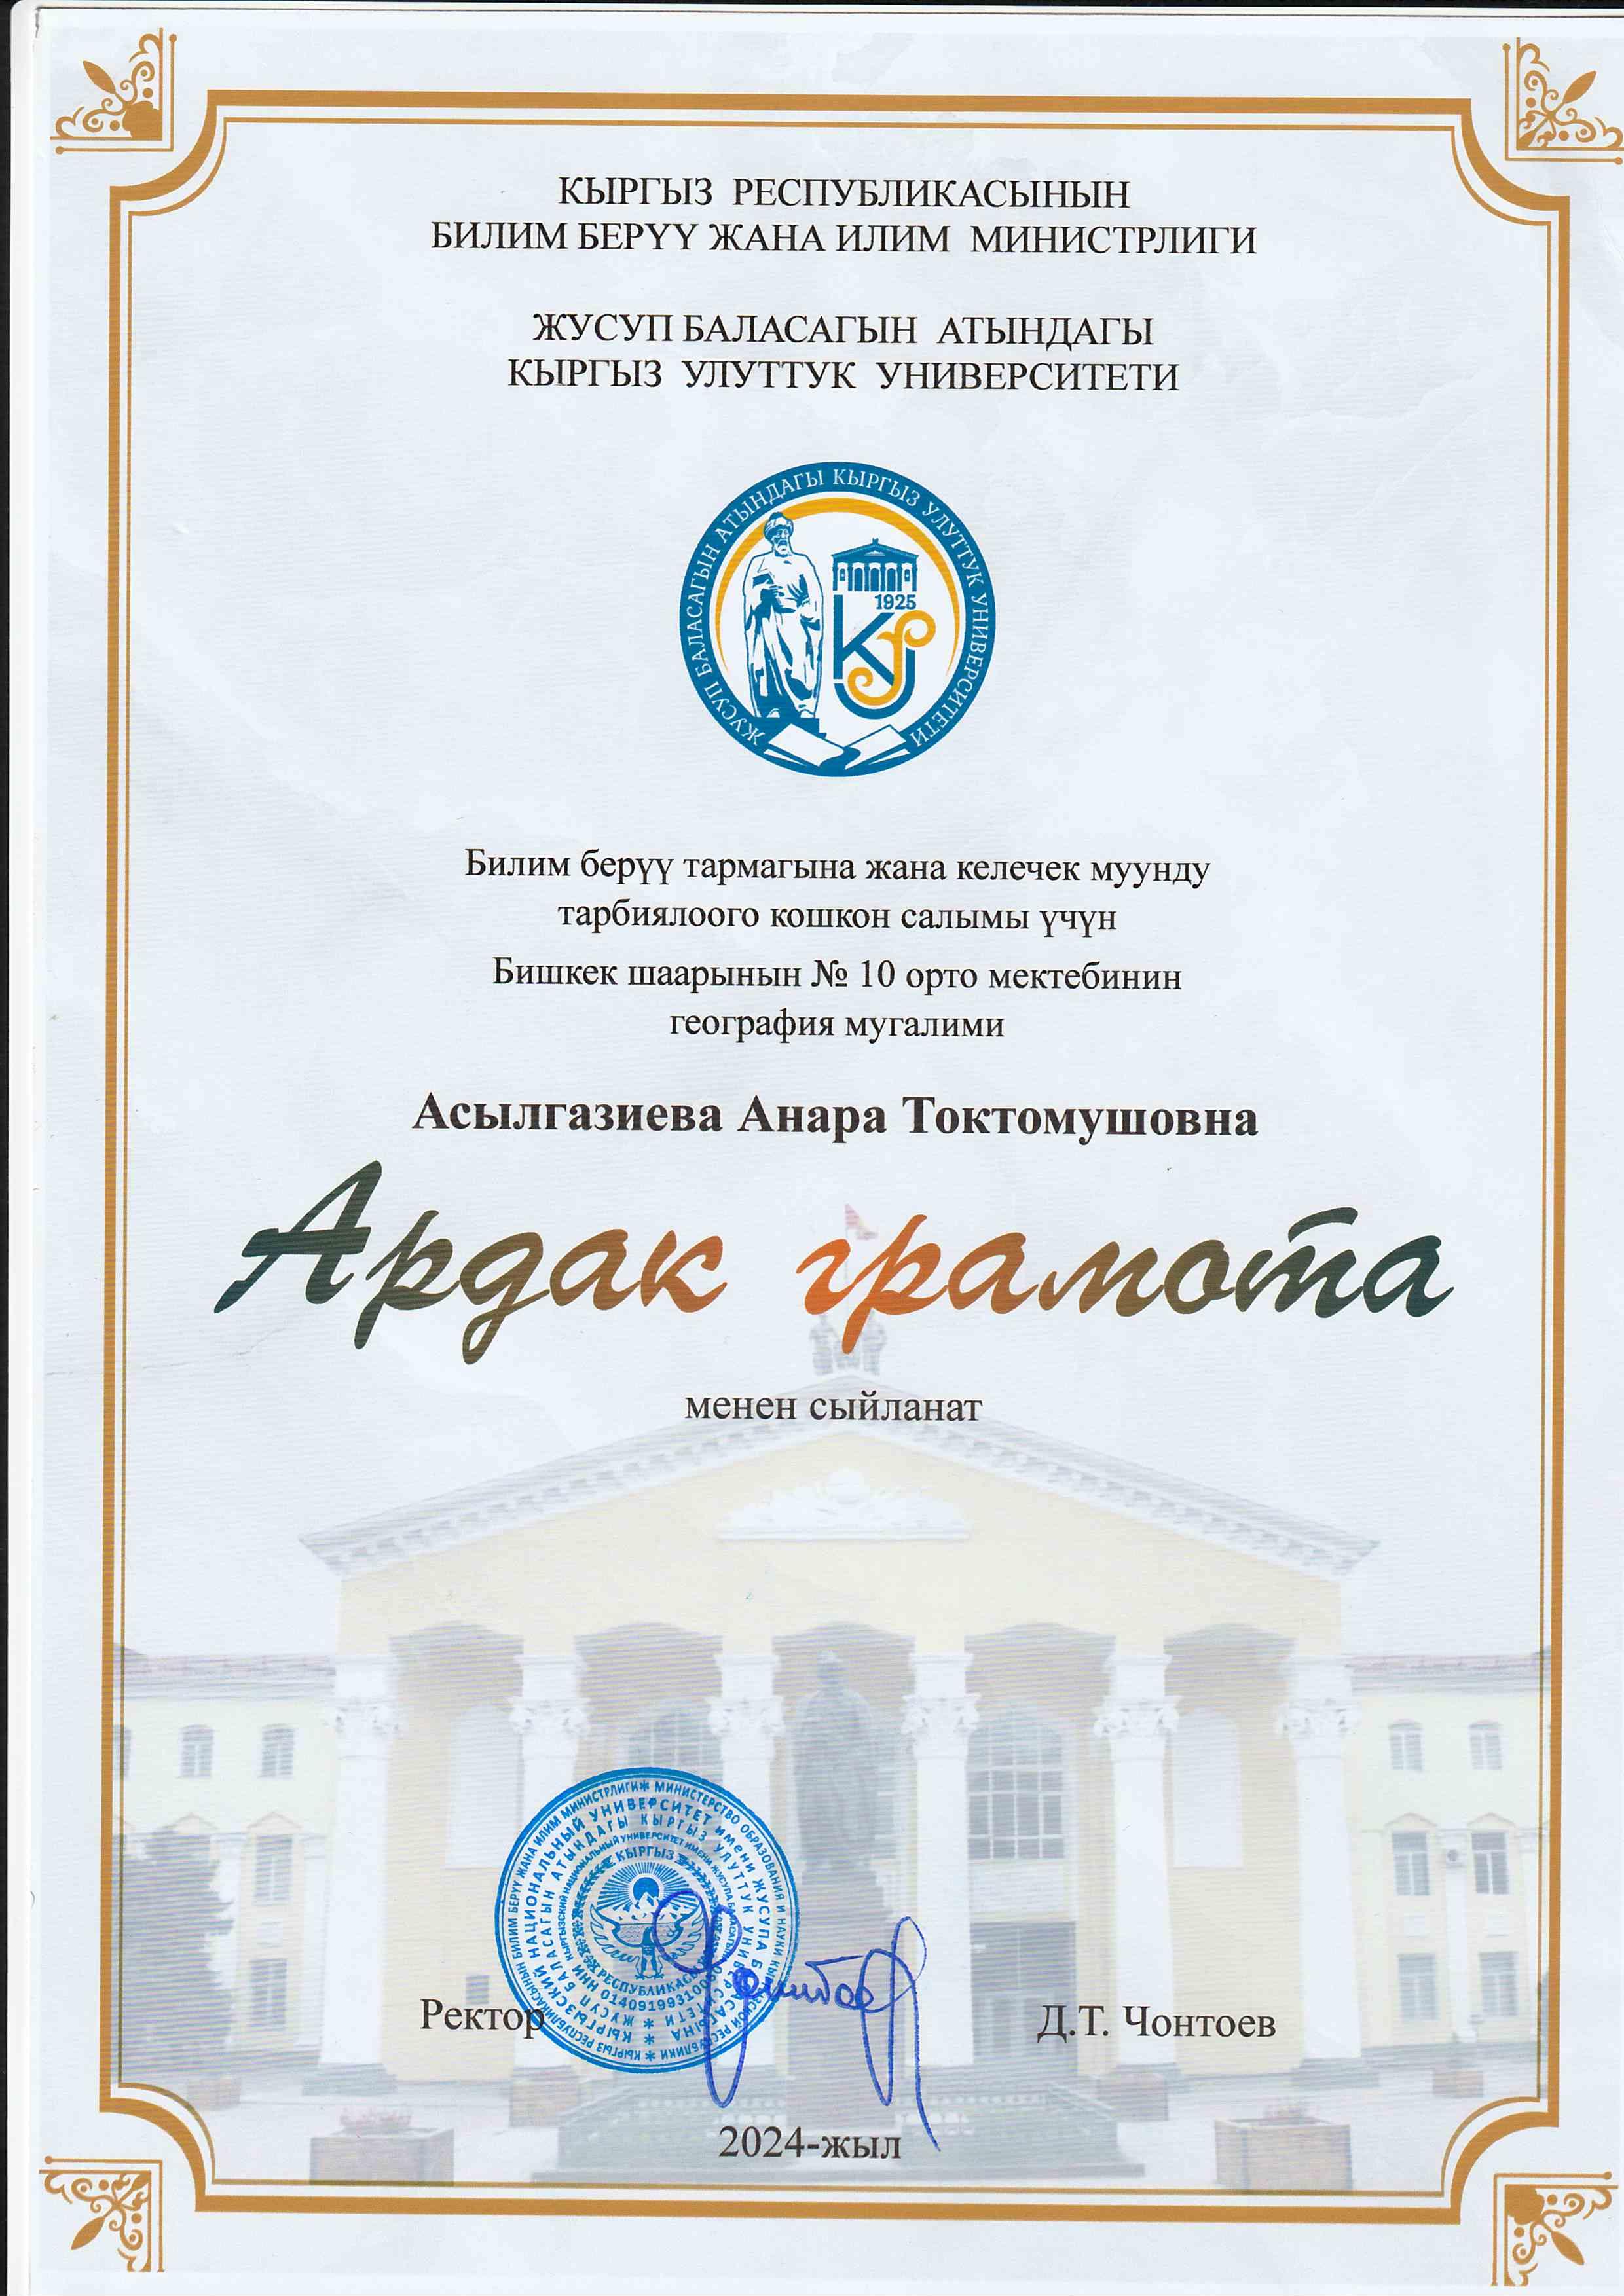 КЫРГЫЗ РЕСПУБЛИКАСЫНЫН
БИЛИМ БЕРҮҮ ЖАНА ИЛИМ МИНИСТРЛИГИ
ЖУСУП БАЛАСАГЫН АТЫНДАГЫ
КЫРГЫЗ УЛУТТУК УНИВЕРСИТЕТИ
ЖУСУП БАЛАСАГЫН АТЫНДАГЫ КЫРГЫЗ УЛУТТУК УНИВЕРСИТЕТИ
1925
Билим берүү тармагына жана келечек муунду
тарбиялоого кошкон салымы үчүн
Бишкек шаарынын № 10 орто мектебинин
география мугалими
Асылгазиева Анара Токтомушовна
Ардак грамота
менен сыйланат
КЫРГЫЗ РЕСПУБЛИКАСЫНЫН БИЛИМ БЕРҮҮ ЖАНА ИЛИМ МИНИСТРЛИГИ * МИНИСТЕРСТВО ОБРАЗОВАНИЯ И НАУКИ КЫРГЫЗСКОЙ РЕСПУБЛИКИ *
КЫРГЫЗСКИЙ НАЦИОНАЛЬНЫЙ УНИВЕРСИТЕТ имени ЖУСУПА БАЛАСАГЫНА *
ЖУСУП БАЛАСАГЫН АТЫНДАГЫ КЫРГЫЗ УЛУТТУК УНИВЕРСИТЕТИ *
КЫРГЫЗ
Ректор
Д.Т. Чонтоев
2024-жыл